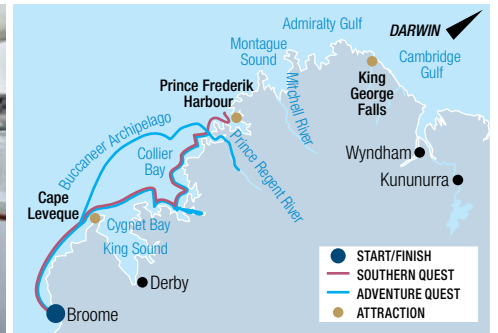 Admiralty Gulf
DARWIN
Montague
Sound
Cambridge
Gulf
Mitchell River
King
George
Falls
Prince Frederik
Harbour
Buccaneer Archipelago
Collier
Bay
Prince Regent River
Wyndham
Kununurra
Cape
Leveque
Cygnet Bay
King Sound
Derby
Broome
START/FINISH
SOUTHERN QUEST
ADVENTURE QUEST
ATTRACTION